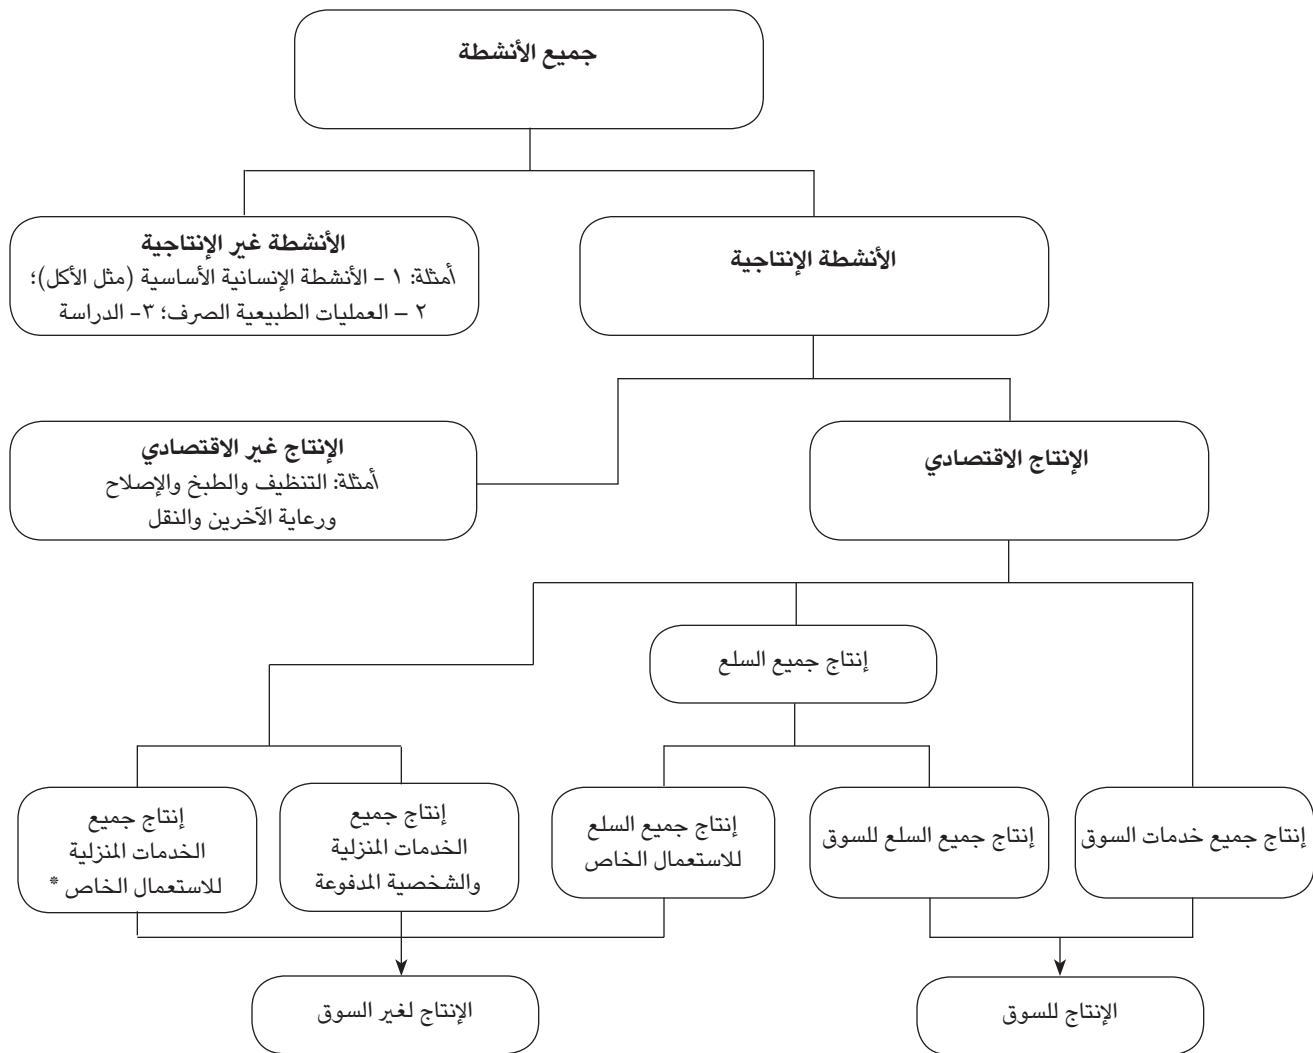 جميع الأنشطة
الأنشطة الإنتاجية
الأنشطة غير الإنتاجية
أمثلة: ١ - الأنشطة الإنسانية الأساسية (مثل الأكل)؛
٢ – العمليات الطبيعية الصرف؛ ٣- الدراسة
الإنتاج الاقتصادي
الإنتاج غير الاقتصادي
أمثلة: التنظيف والطبخ والإصلاح
ورعاية الآخرين والنقل
إنتاج جميع السلع
إنتاج جميع خدمات السوق
إنتاج جميع السلع للسوق
إنتاج جميع السلع
للاستعمال الخاص
إنتاج جميع
الخدمات المنزلية
والشخصية المدفوعة
إنتاج جميع
الخدمات المنزلية
للاستعمال الخاص *
الإنتاج للسوق
الإنتاج لغير السوق